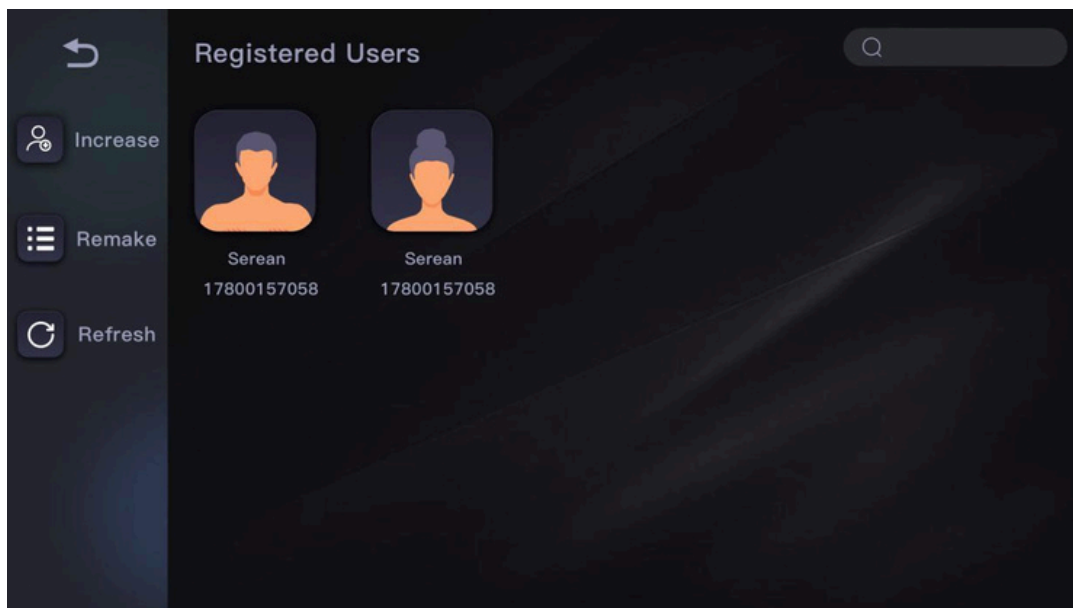 Registered Users
Increase
Remake
Refresh
Serean
17800157058
Serean
17800157058